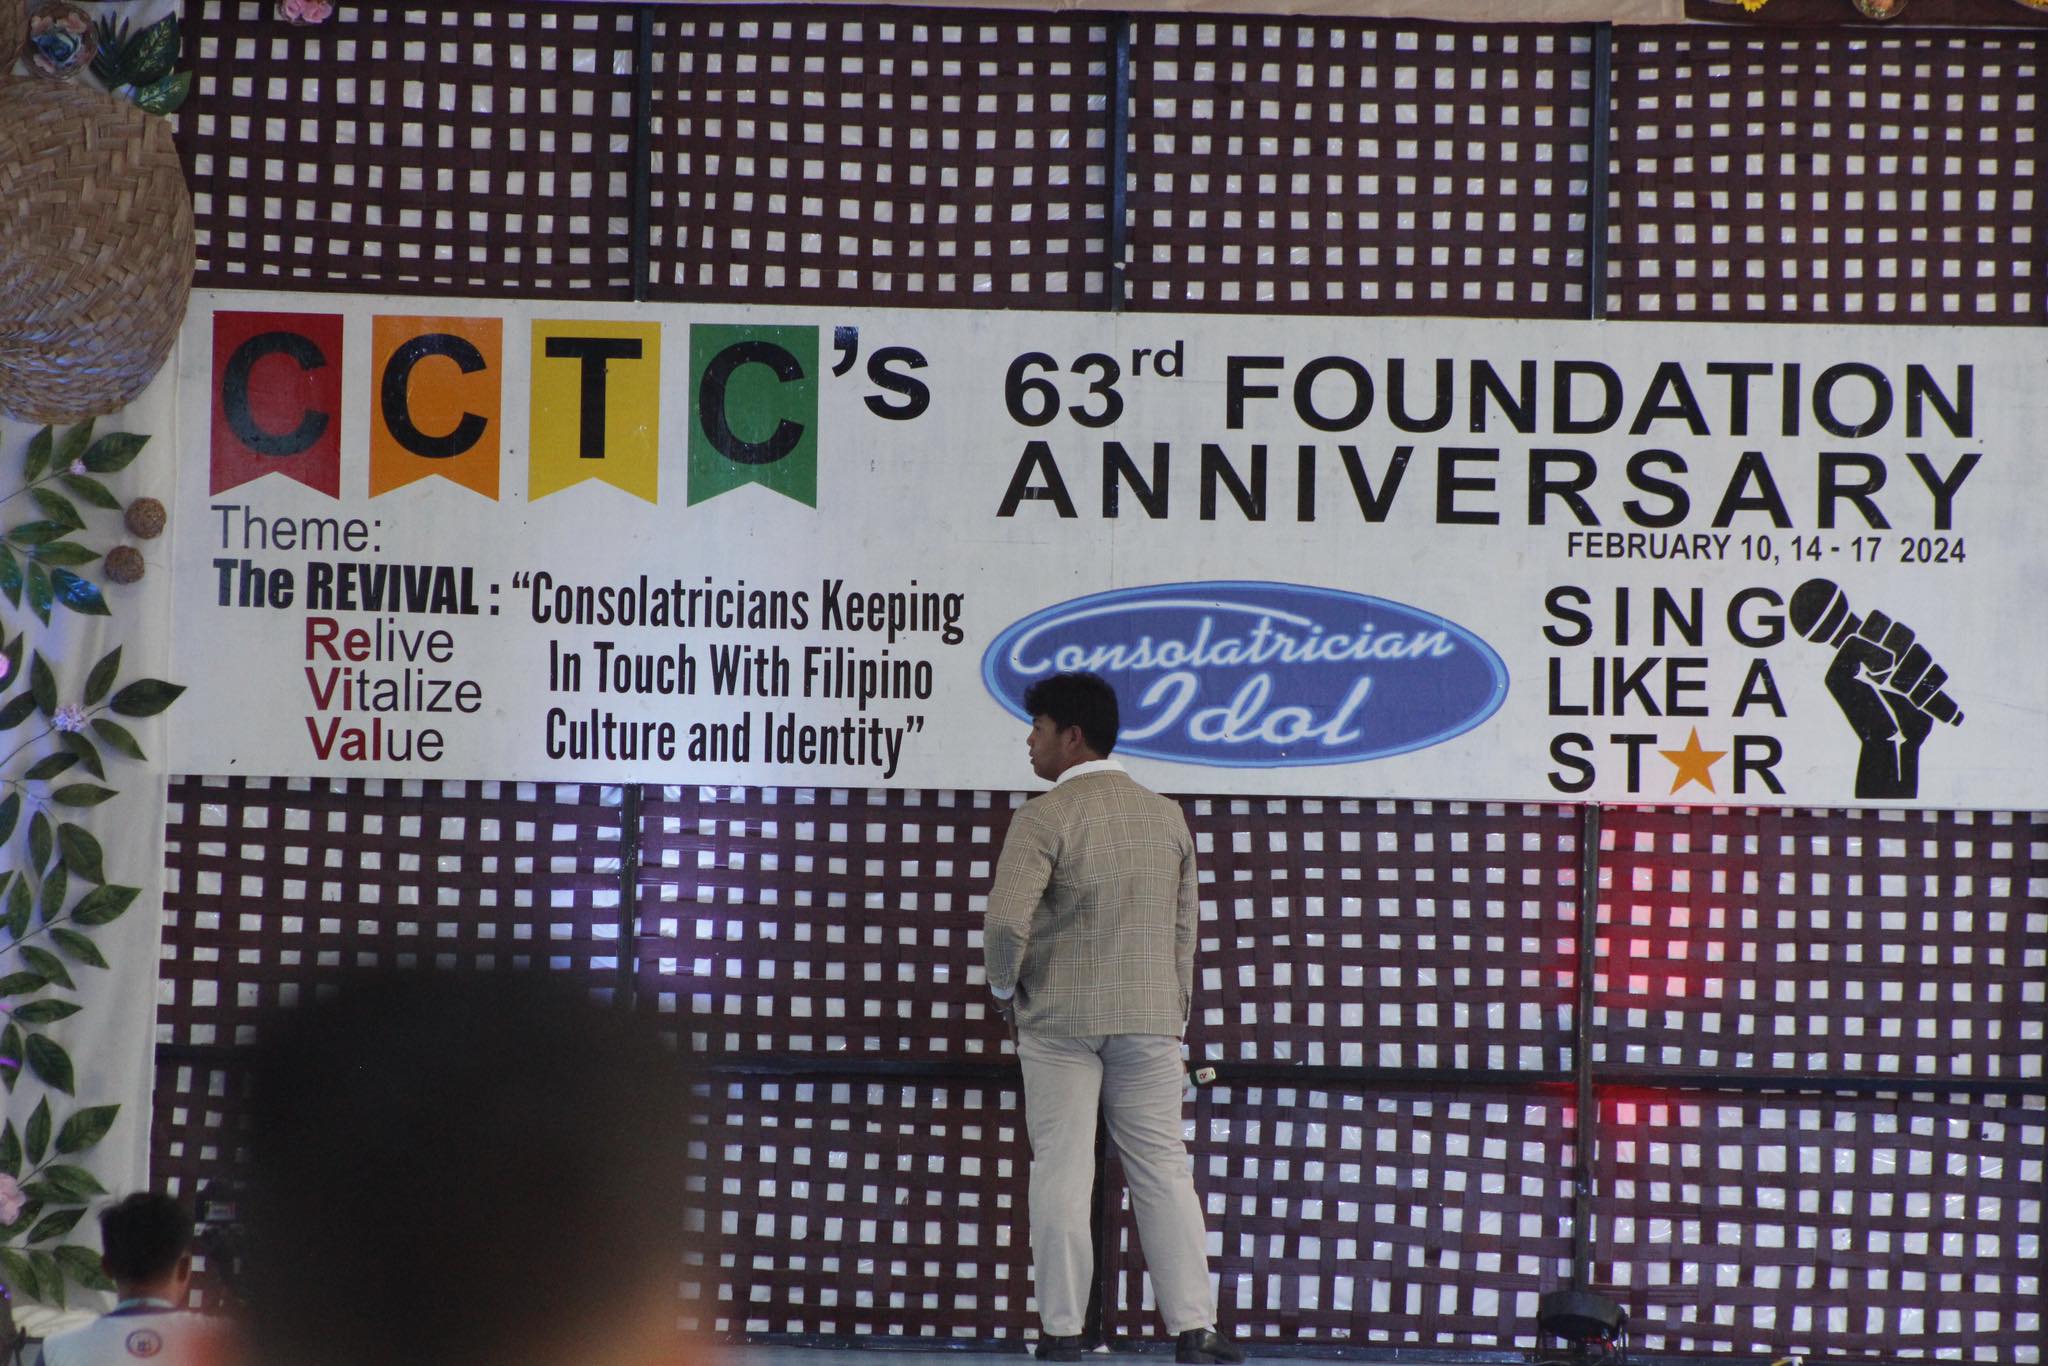 CCTC's
63rd FOUNDATION
ANNIVERSARY
FEBRUARY 10, 14 - 17 2024
Theme:
The REVIVAL : "Consolatricians Keeping
In Touch With Filipino
Culture and Identity"
Relive
Vitalize
Value
Consolatrician
Idol
SING
LIKE A
STAR